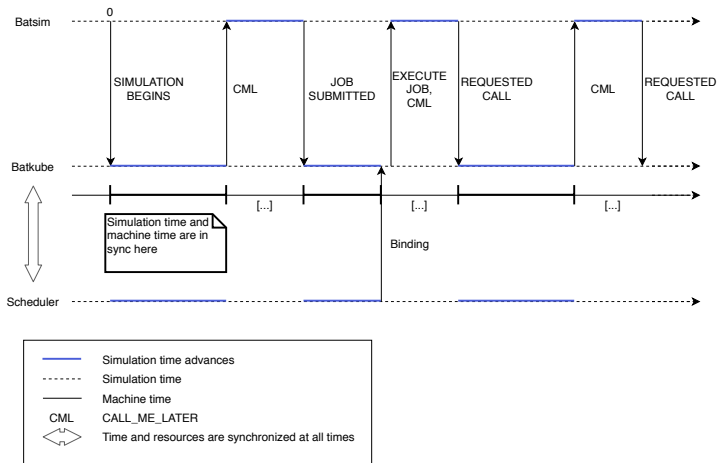 0
Batsim
SIMULATION
BEGINS
CML
JOB
SUBMITTED
EXECUTE
JOB,
CML
REQUESTED
CALL
CML
REQUESTED
CALL
Batkube
[...]
[...]
[...]
Simulation time and
machine time are in
sync here
Binding
Scheduler
Simulation time advances
Simulation time
Machine time
CML CALL_ME_LATER
Time and resources are synchronized at all times